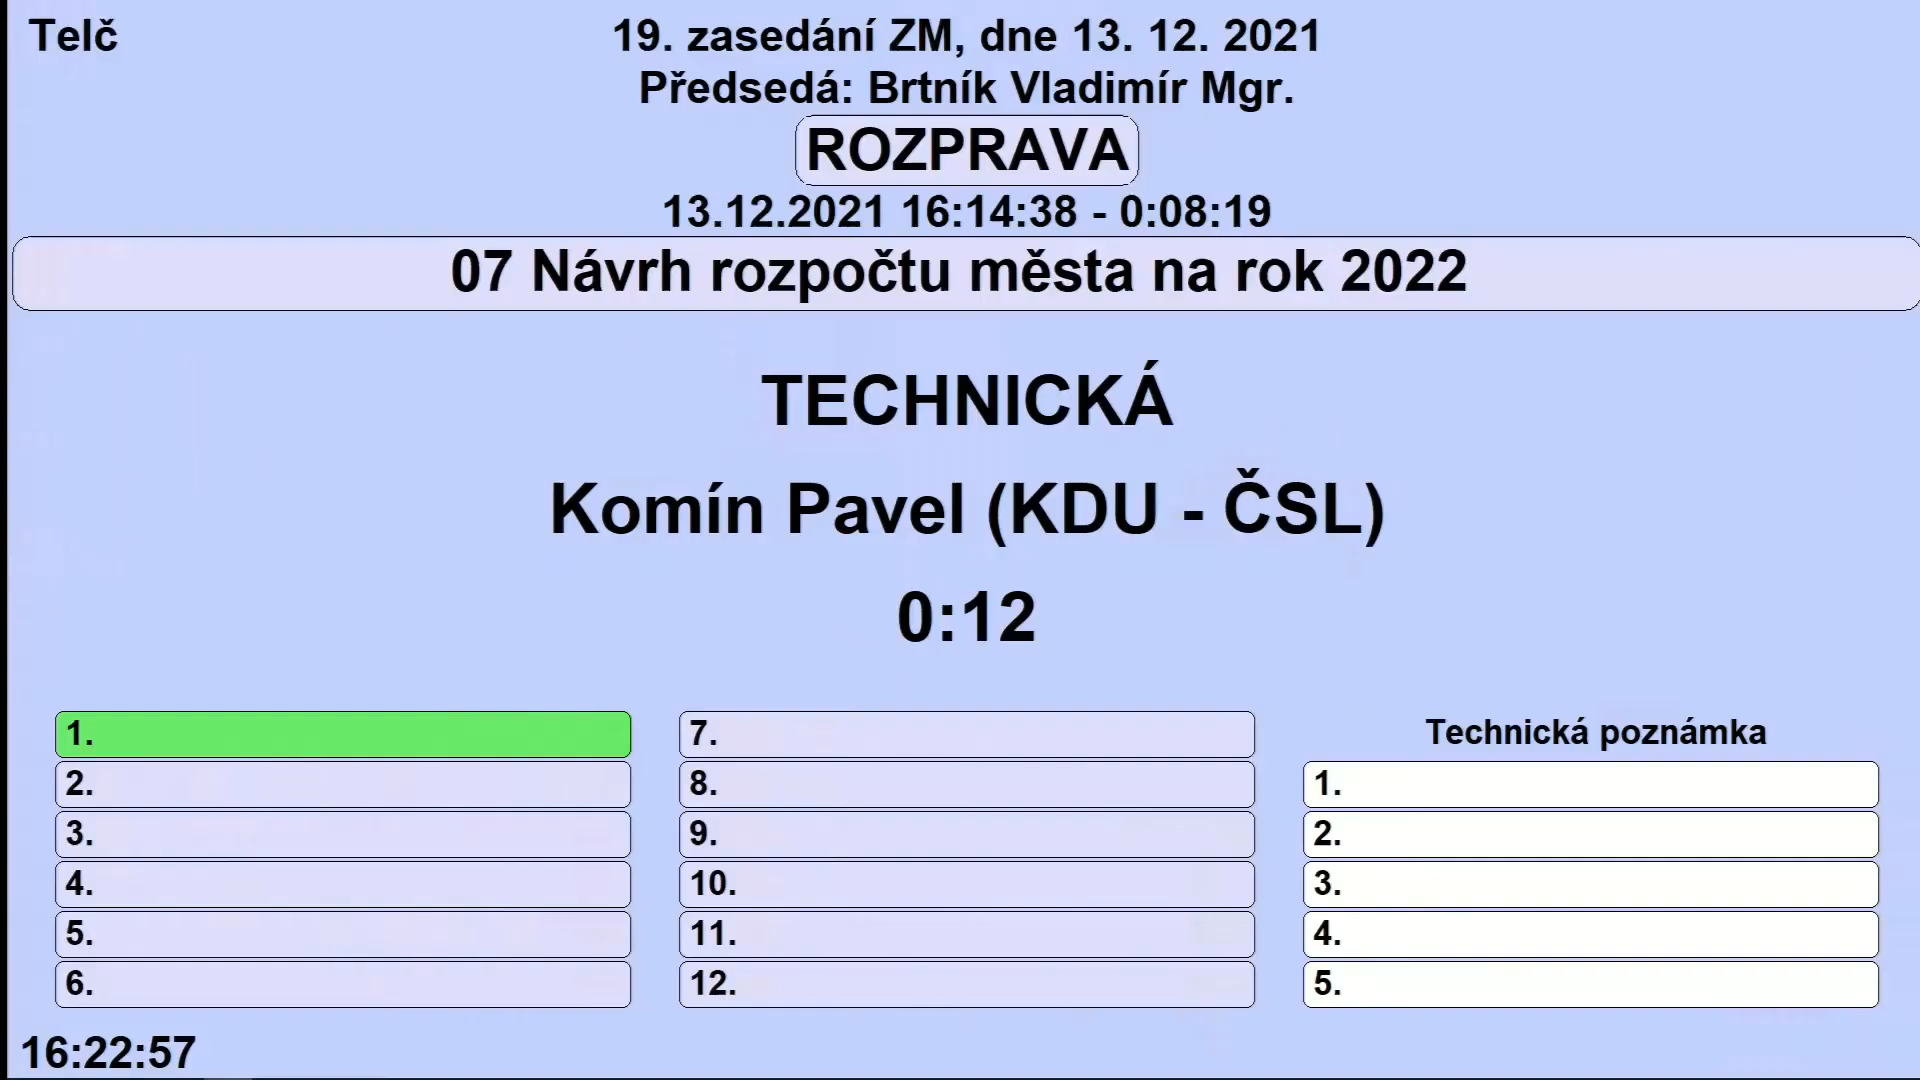 Telč
19. zasedání ZM, dne 13. 12. 2021
Předsedá: Brtník Vladimír Mgr.
ROZPRAVA
13.12.2021 16:14:38 - 0:08:19
07 Návrh rozpočtu města na rok 2022
TECHNICKÁ
Komín Pavel (KDU - ČSL)
0:12
1.
2.
3.
4.
5.
6.
7.
8.
9.
10.
11.
12.
Technická poznámka
1.
2.
3.
4.
5.
16:22:57